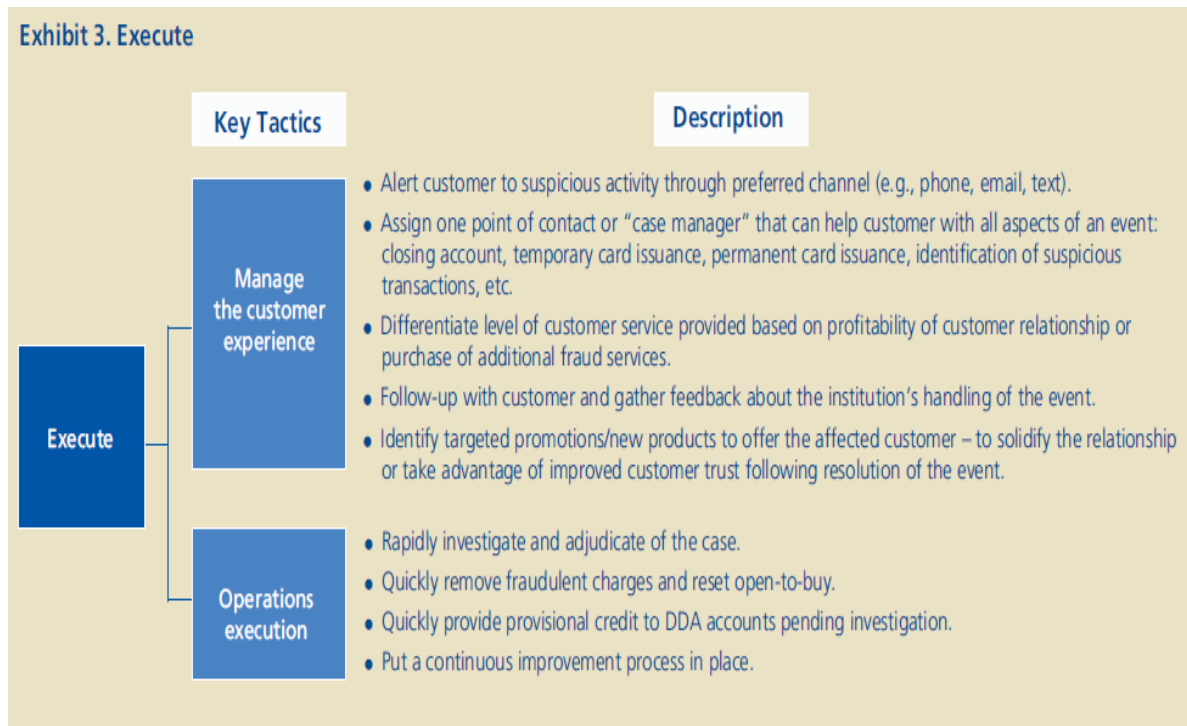 Exhibit 3. Execute
Key Tactics
Description
Execute
Manage
the customer
experience
• Alert customer to suspicious activity through preferred channel (e.g., phone, email, text).
• Assign one point of contact or “case manager” that can help customer with all aspects of an event:
closing account, temporary card issuance, permanent card issuance, identification of suspicious
transactions, etc.
• Differentiate level of customer service provided based on profitability of customer relationship or
purchase of additional fraud services.
• Follow-up with customer and gather feedback about the institution’s handling of the event.
• Identify targeted promotions/new products to offer the affected customer – to solidify the relationship
or take advantage of improved customer trust following resolution of the event.
Operations
execution
• Rapidly investigate and adjudicate of the case.
• Quickly remove fraudulent charges and reset open-to-buy.
• Quickly provide provisional credit to DDA accounts pending investigation.
• Put a continuous improvement process in place.